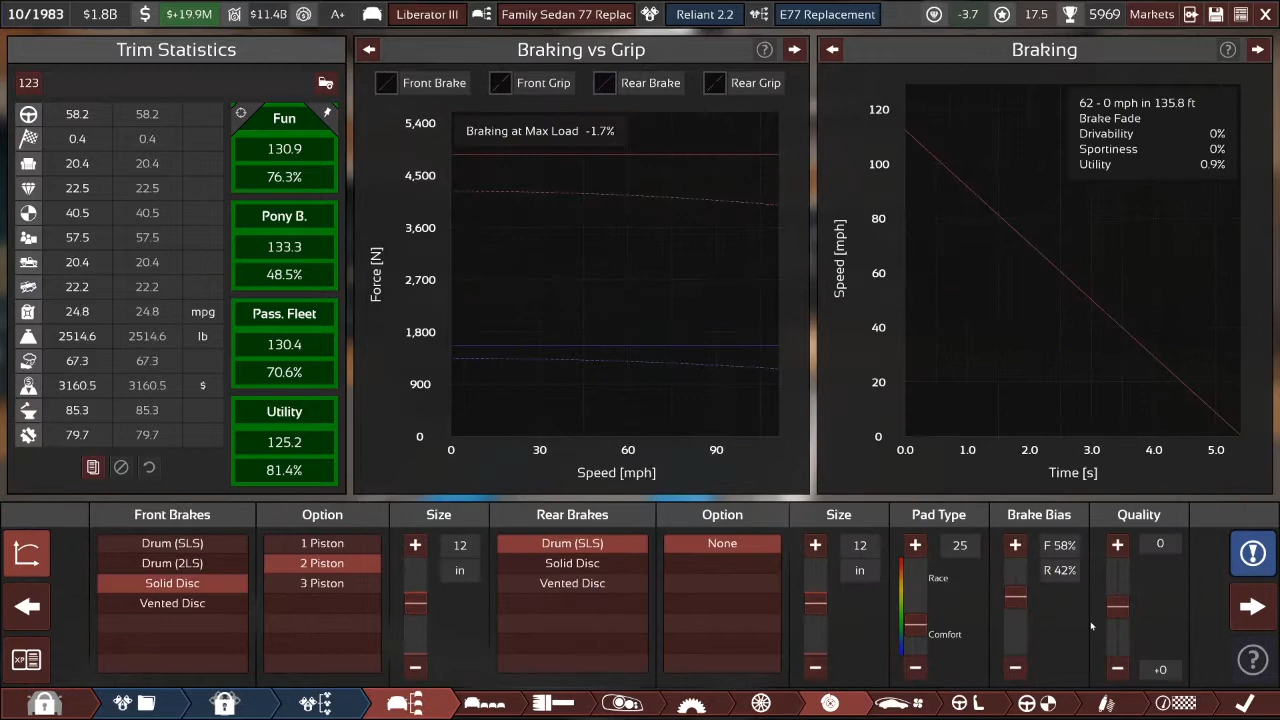 10/1983 $1.8B $+19.9M $11.4B A+ Liberator III Family Sedan 77 Replac Reliant 2.2 E77 Replacement -3.7 17.5 5969 Markets
Trim Statistics
123
58.2 58.2
0.4 0.4
20.4 20.4
22.5 22.5
40.5 40.5
57.5 57.5
20.4 20.4
22.2 22.2
24.8 24.8 mpg
2514.6 2514.6 lb
67.3 67.3
3160.5 3160.5 $
85.3 85.3
79.7 79.7
Fun
130.9
76.3%
Pony B.
133.3
48.5%
Pass. Fleet
130.4
70.6%
Utility
125.2
81.4%
Braking vs Grip ?
Front Brake Front Grip Rear Brake Rear Grip
Braking at Max Load -1.7%
5,400
4,500
3,600
2,700
1,800
900
0
Force [N]
0 30 60 90
Speed [mph]
Braking ?
62 - 0 mph in 135.8 ft
Brake Fade
Drivability 0%
Sportiness 0%
Utility 0.9%
120
100
80
60
40
20
0
Speed [mph]
0.0 1.0 2.0 3.0 4.0 5.0
Time [s]
Front Brakes
Drum (SLS)
Drum (2LS)
Solid Disc
Vented Disc
Option
1 Piston
2 Piston
3 Piston
Size
12
in
Rear Brakes
Drum (SLS)
Solid Disc
Vented Disc
Option
None
Size
12
in
Pad Type
25
Race
Comfort
Brake Bias
F 58%
R 42%
Quality
0
+0
XP
?